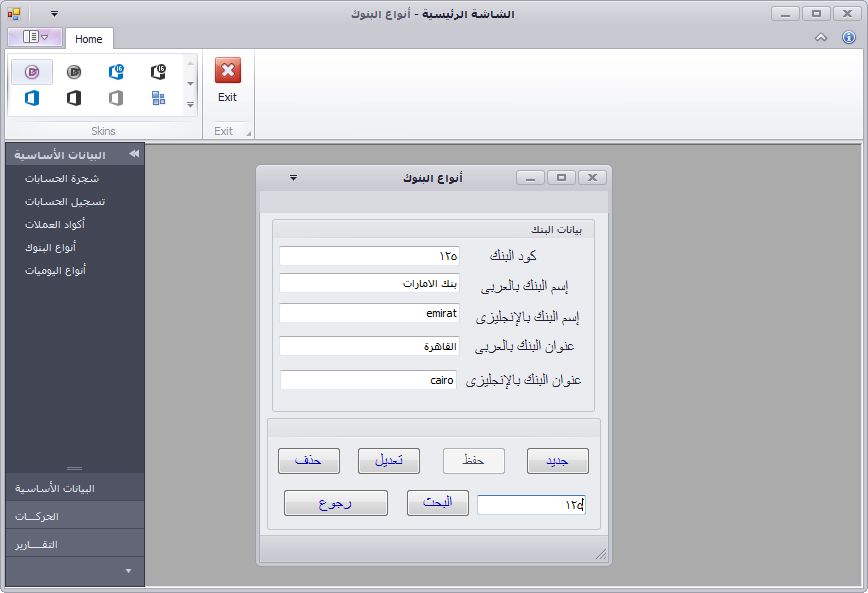 الشاشة الرئيسية - أنواع البنوك
Home
Skins
Exit
Exit
البيانات الأساسية
شجرة الحسابات
تسجيل الحسابات
أكواد العملات
أنواع البنوك
أنواع اليوميات
البيانات الأساسية
الحركـــات
التقـــــارير
أنواع البنوك
بيانات البنك
كود البنك ١٢٥
إسم البنك بالعربى بنك الامارات
إسم البنك بالإنجليزى emirat
عنوان البنك بالعربى القاهرة
عنوان البنك بالإنجليزى cairo
جديد حفظ تعديل حذف
١٢٥ البحث رجوع